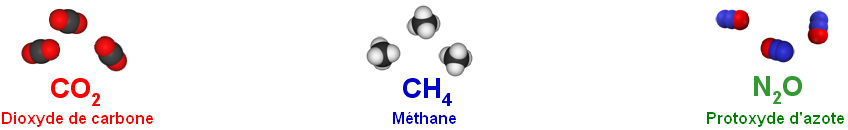 CO2
Dioxyde de carbone
CH4
Méthane
N2O
Protoxyde d'azote